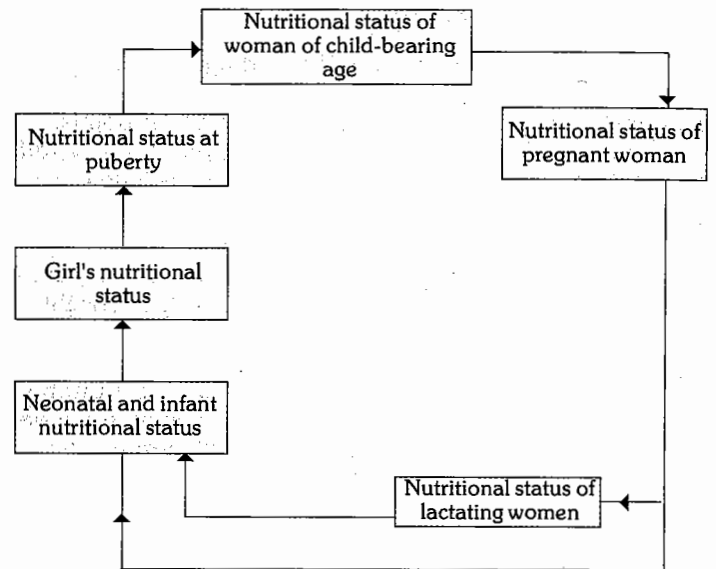 Nutritional status of
woman of child-bearing
age
Nutritional status at
puberty
Nutritional status of
pregnant woman
Girl's nutritional
status
Neonatal and infant
nutritional status
Nutritional status of
lactating women